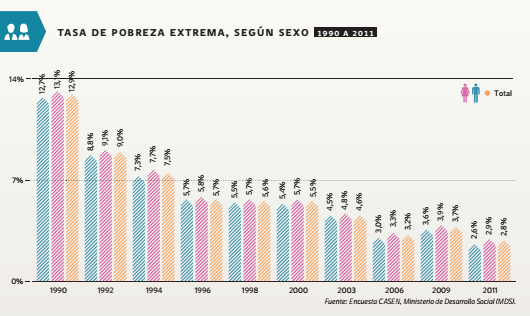 TASA DE POBREZA EXTREMA, SEGÚN SEXO 1990 A 2011
14%
7%
0%
Total
12,7% 13,1% 12,9%
8,8% 9,1% 9,0%
7,3% 7,7% 7,5%
5,7% 5,8% 5,7%
5,5% 5,7% 5,6%
5,4% 5,7% 5,5%
4,5% 4,8% 4,6%
3,0% 3,3% 3,2%
3,6% 3,9% 3,7%
2,6% 2,9% 2,8%
1990 1992 1994 1996 1998 2000 2003 2006 2009 2011
Fuente: Encuesta CASEN, Ministerio de Desarrollo Social (MDS).